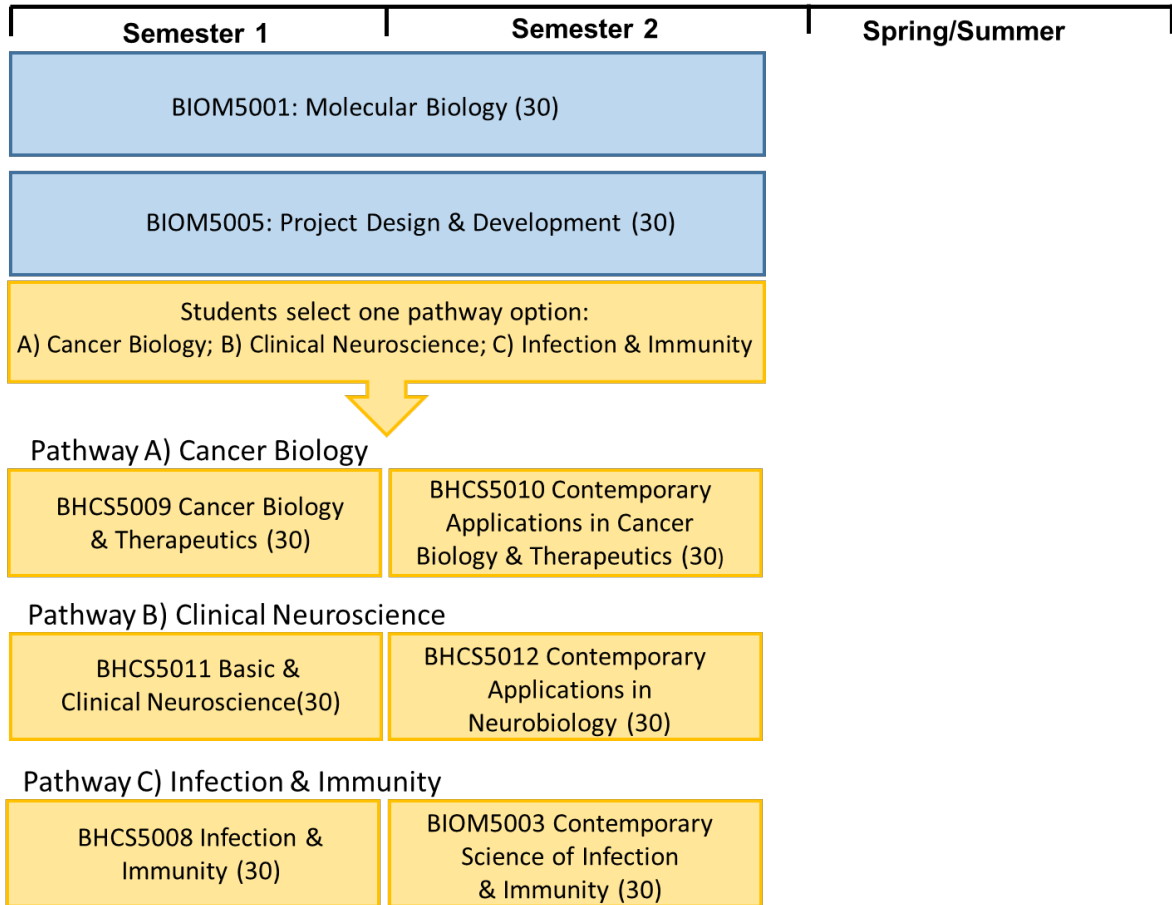 Semester 1
Semester 2
Spring/Summer
BIOM5001: Molecular Biology (30)
BIOM5005: Project Design & Development (30)
Students select one pathway option:
A) Cancer Biology; B) Clinical Neuroscience; C) Infection & Immunity
Pathway A) Cancer Biology
BHCS5009 Cancer Biology
& Therapeutics (30)
BHCS5010 Contemporary
Applications in Cancer
Biology & Therapeutics (30)
Pathway B) Clinical Neuroscience
BHCS5011 Basic &
Clinical Neuroscience(30)
BHCS5012 Contemporary
Applications in
Neurobiology (30)
Pathway C) Infection & Immunity
BHCS5008 Infection &
Immunity (30)
BIOM5003 Contemporary
Science of Infection
& Immunity (30)